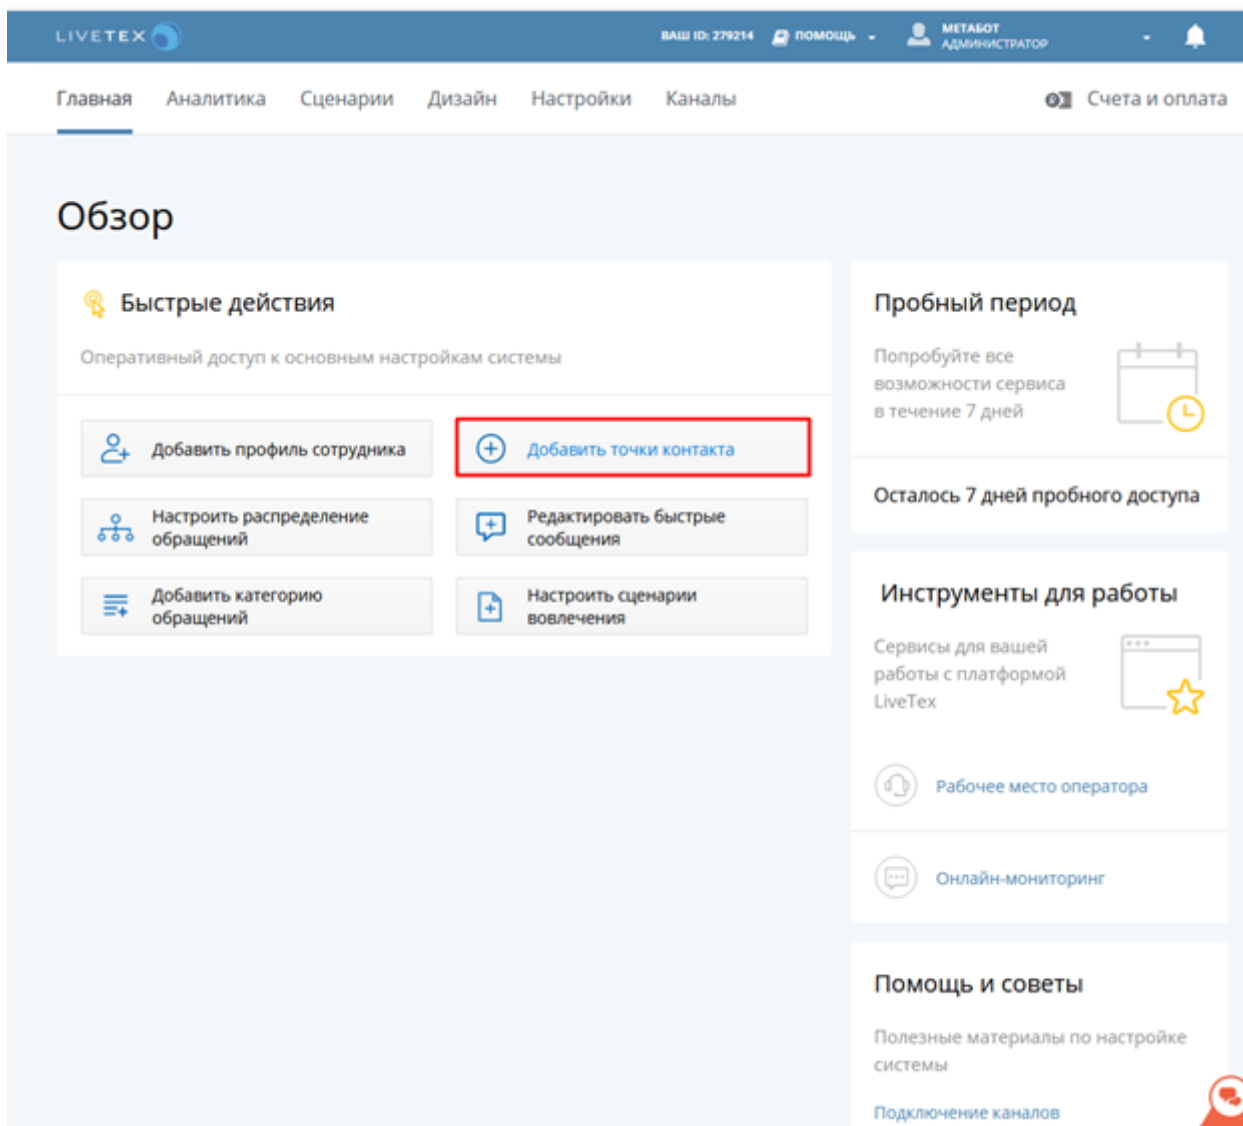 LIVETEX
ВАШ ID: 279214
ПОМОЩЬ
МЕТАБОТ
АДМИНИСТРАТОР
Главная
Аналитика
Сценарии
Дизайн
Настройки
Каналы
Счета и оплата
Обзор
Быстрые действия
Оперативный доступ к основным настройкам системы
Добавить профиль сотрудника
Добавить точки контакта
Настроить распределение
обращений
Редактировать быстрые
сообщения
Добавить категорию
обращений
Настроить сценарии
вовлечения
Пробный период
Попробуйте все
возможности сервиса
в течение 7 дней
Осталось 7 дней пробного доступа
Инструменты для работы
Сервисы для вашей
работы с платформой
LiveTex
Рабочее место оператора
Онлайн-мониторинг
Помощь и советы
Полезные материалы по настройке
системы
Подключение каналов